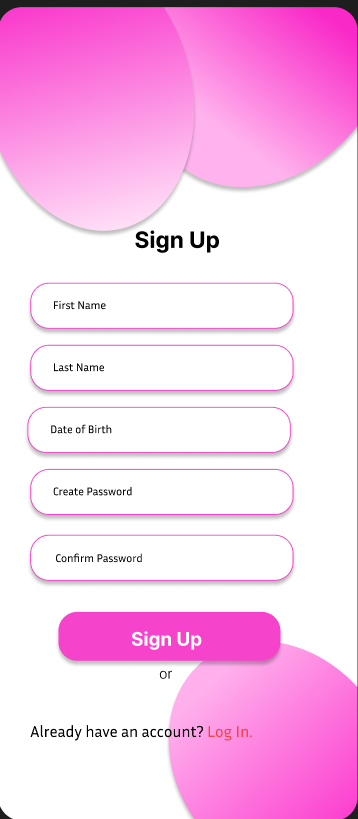 Sign Up
First Name
Last Name
Date of Birth
Create Password
Confirm Password
Sign Up
or
Already have an account? Log In.